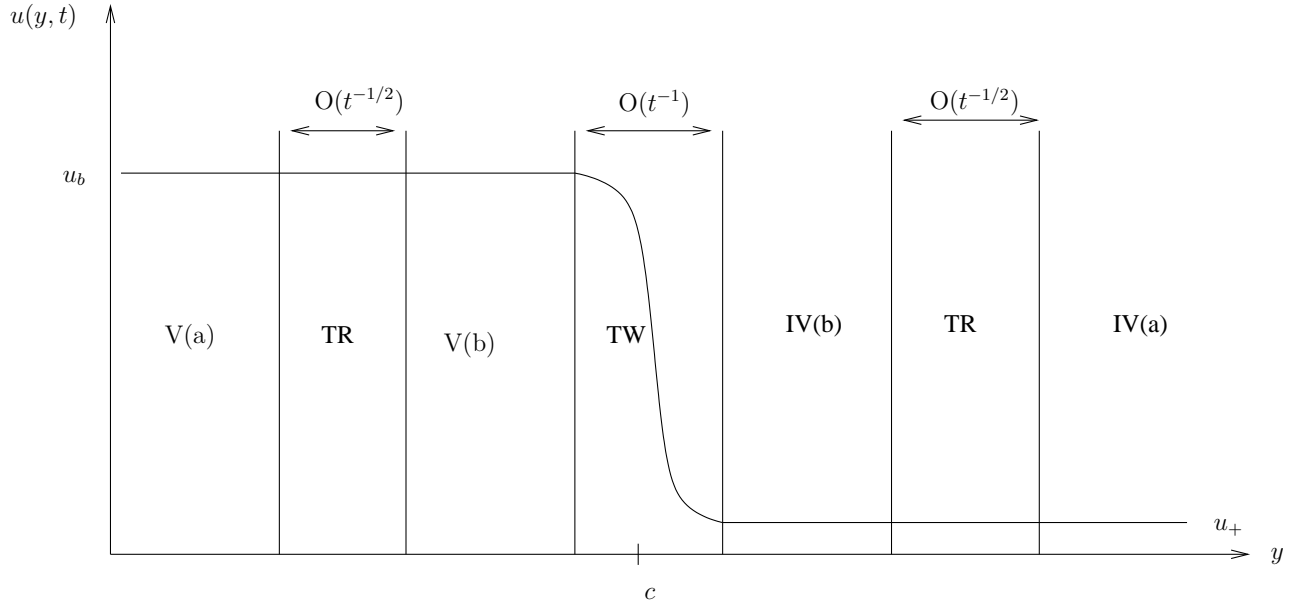 u(y, t)
O(t^{-1/2})
O(t^{-1})
O(t^{-1/2})
u_b
V(a)
TR
V(b)
TW
IV(b)
TR
IV(a)
u_+
y
c